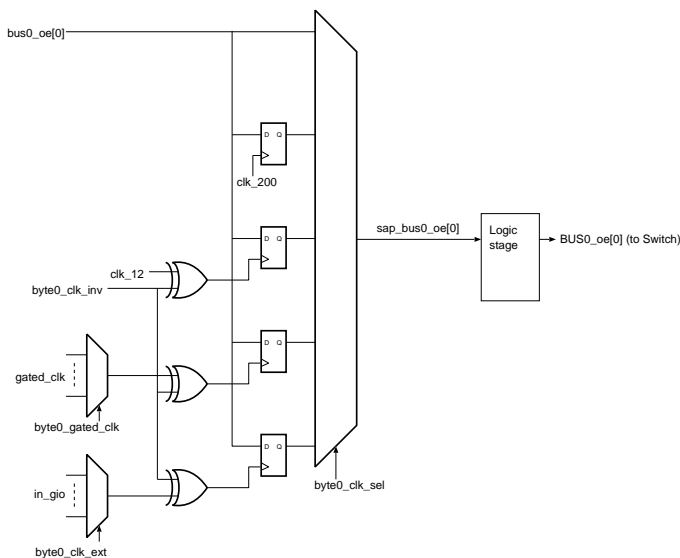 bus0_oe[0]
D Q
clk_200
sap_bus0_oe[0]
Logic
stage
BUS0_oe[0] (to Switch)
D Q
clk_12
byte0_clk_inv
D Q
gated_clk
byte0_gated_clk
D Q
byte0_clk_sel
in_gio
byte0_clk_ext